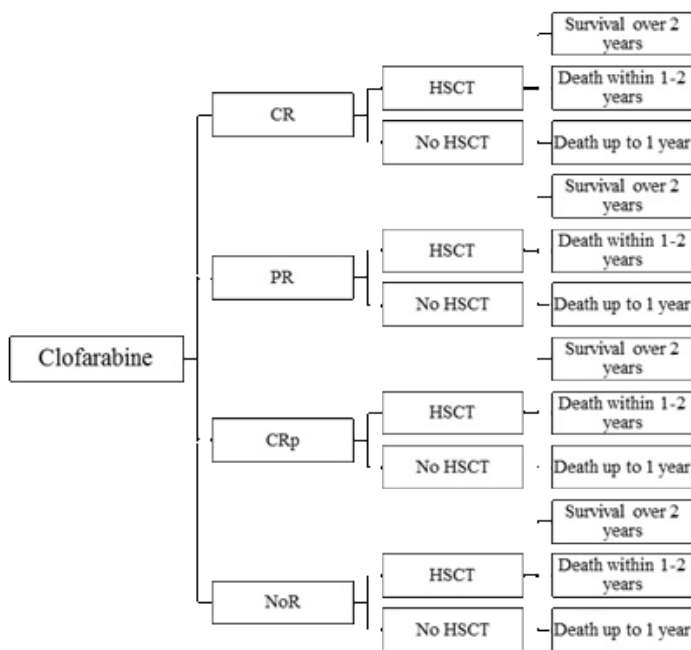 Survival over 2
years
CR
HSCT
Death within 1-2
years
No HSCT
Death up to 1 year
Survival over 2
years
PR
HSCT
Death within 1-2
years
No HSCT
Death up to 1 year
Clofarabine
Survival over 2
years
CRp
HSCT
Death within 1-2
years
No HSCT
Death up to 1 year
Survival over 2
years
NoR
HSCT
Death within 1-2
years
No HSCT
Death up to 1 year